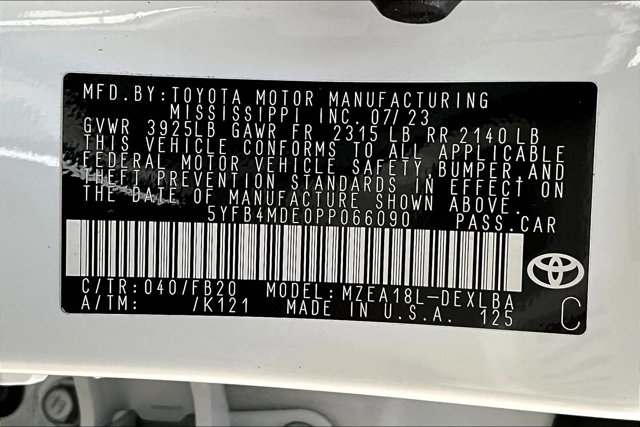 MFD. BY: TOYOTA MOTOR MANUFACTURING
MISSISSIPPI INC. 07/23
GVWR 3925LB GAWR FR 2315 LB RR 2140 LB
THIS VEHICLE CONFORMS TO ALL APPLICABLE
FEDERAL MOTOR VEHICLE SAFETY, BUMPER, AND
THEFT PREVENTION STANDARDS IN EFFECT ON
THE DATE OF MANUFACTURE SHOWN ABOVE.
5YFB4MDE0PP066090 PASS. CAR
C/TR: 040/FB20 MODEL: MZEA18L-DEXLBA
A/TM: /K121 MADE IN U.S.A. 125
C